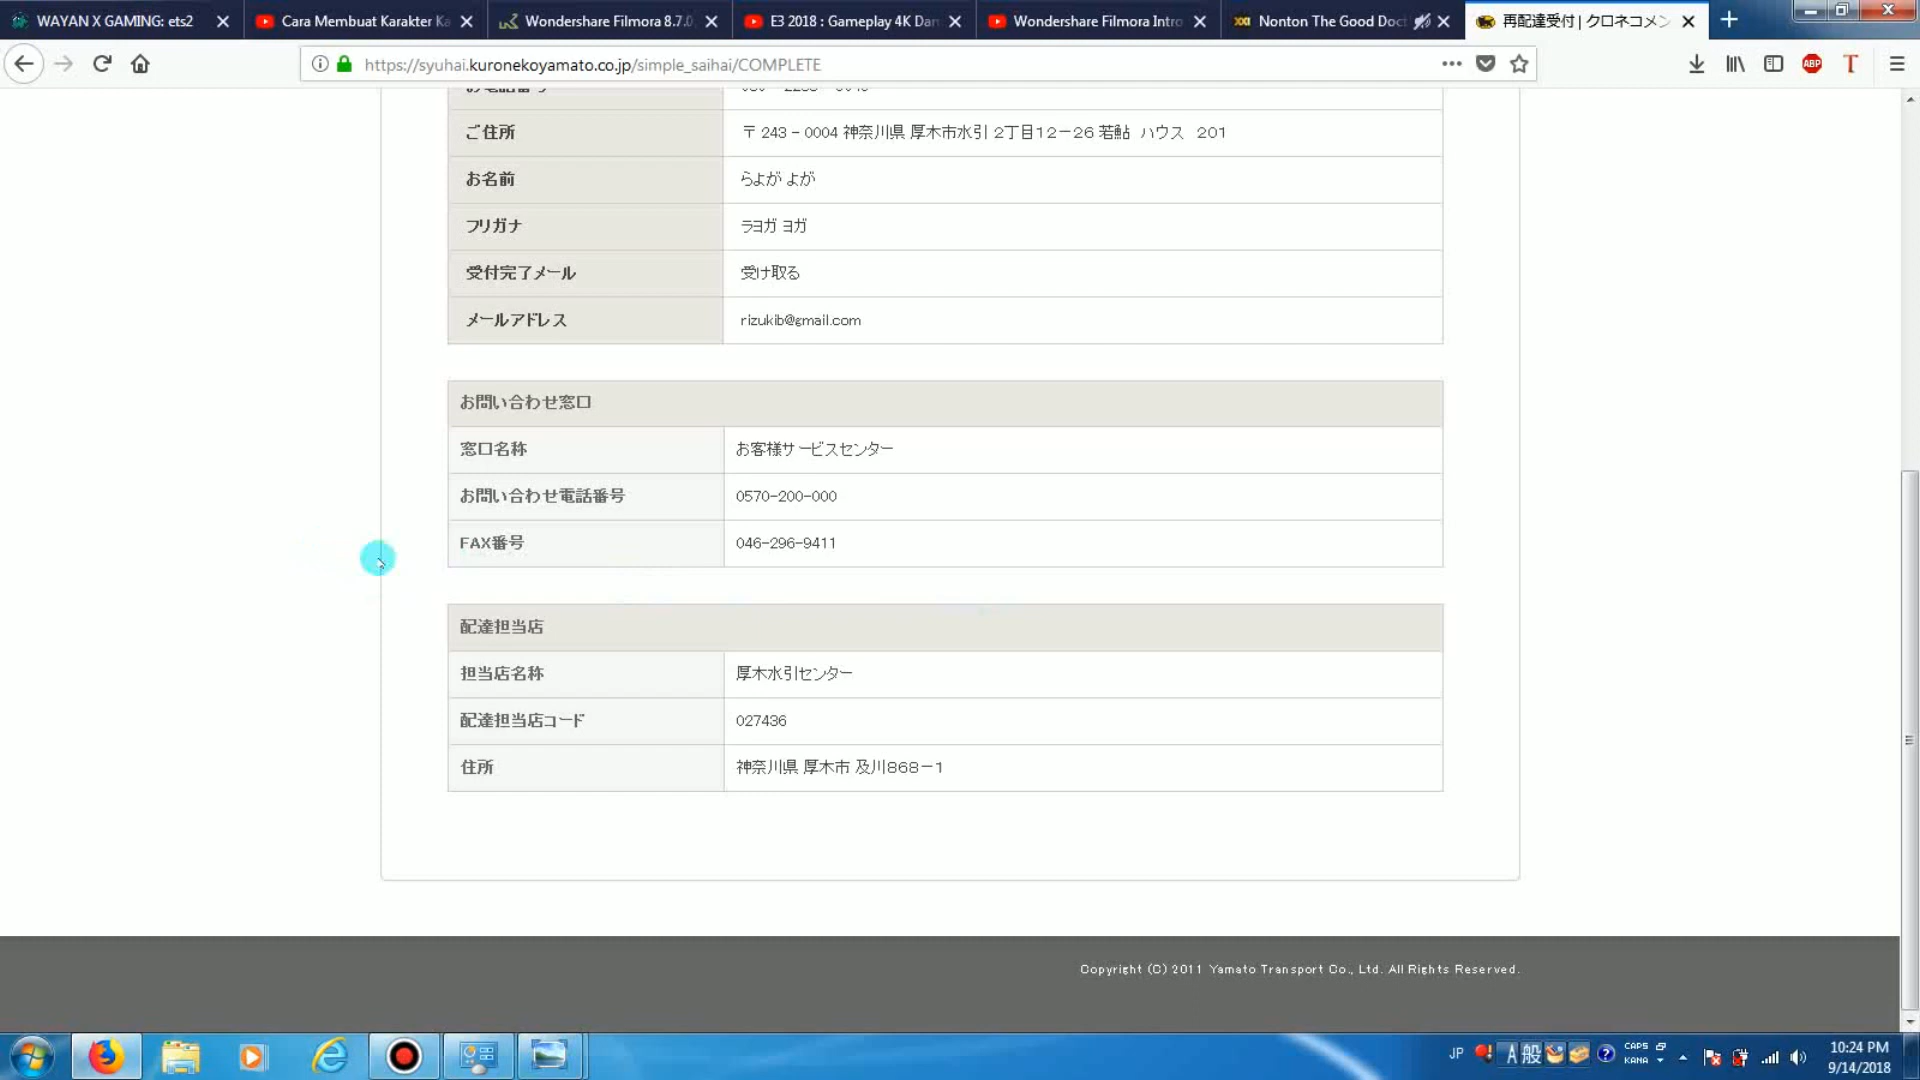 WAYAN X GAMING: ets2
Cara Membuat Karakter Ka
Wondershare Filmora 8.7.0
E3 2018 : Gameplay 4K Dan
Wondershare Filmora Intro
Nonton The Good Doct
再配達受付 | クロネコメン
https://syuhai.kuronekoyamato.co.jp/simple_saihai/COMPLETE
ABP
T
ご住所
〒 243 - 0004 神奈川県 厚木市水引 2丁目12-26 若鮎 ハウス 201
お名前
らよが よが
フリガナ
ラヨガ ヨガ
受付完了メール
受け取る
メールアドレス
rizukib@gmail.com
お問い合わせ窓口
窓口名称
お客様サービスセンター
お問い合わせ電話番号
0570-200-000
FAX番号
046-296-9411
配達担当店
担当店名称
厚木水引センター
配達担当店コード
027436
住所
神奈川県 厚木市 及川868-1
Copyright (C) 2011 Yamato Transport Co., Ltd. All Rights Reserved.
JP
A 般
CAPS
KANA
10:24 PM
9/14/2018